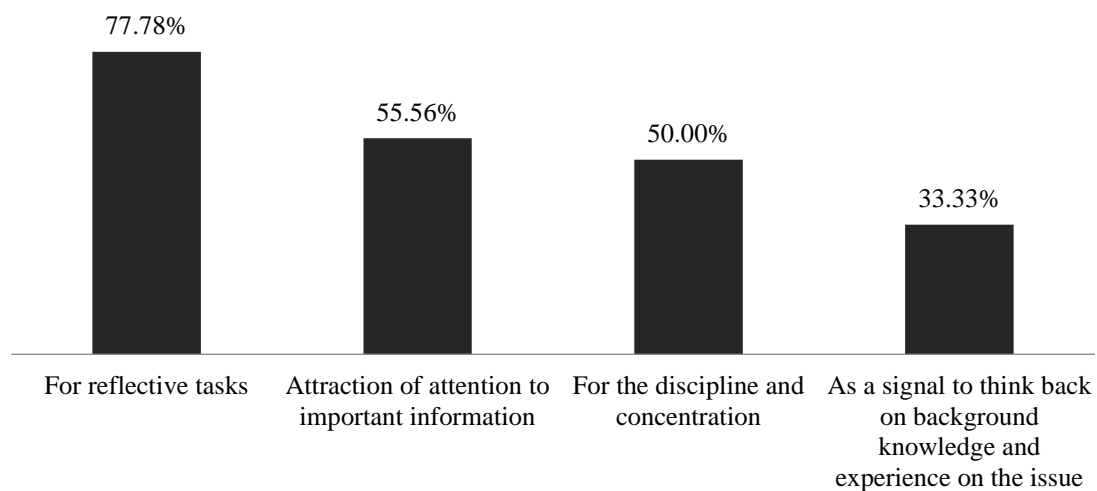 77.78%
55.56%
50.00%
33.33%
For reflective tasks
Attraction of attention to
important information
For the discipline and
concentration
As a signal to think back
on background
knowledge and
experience on the issue